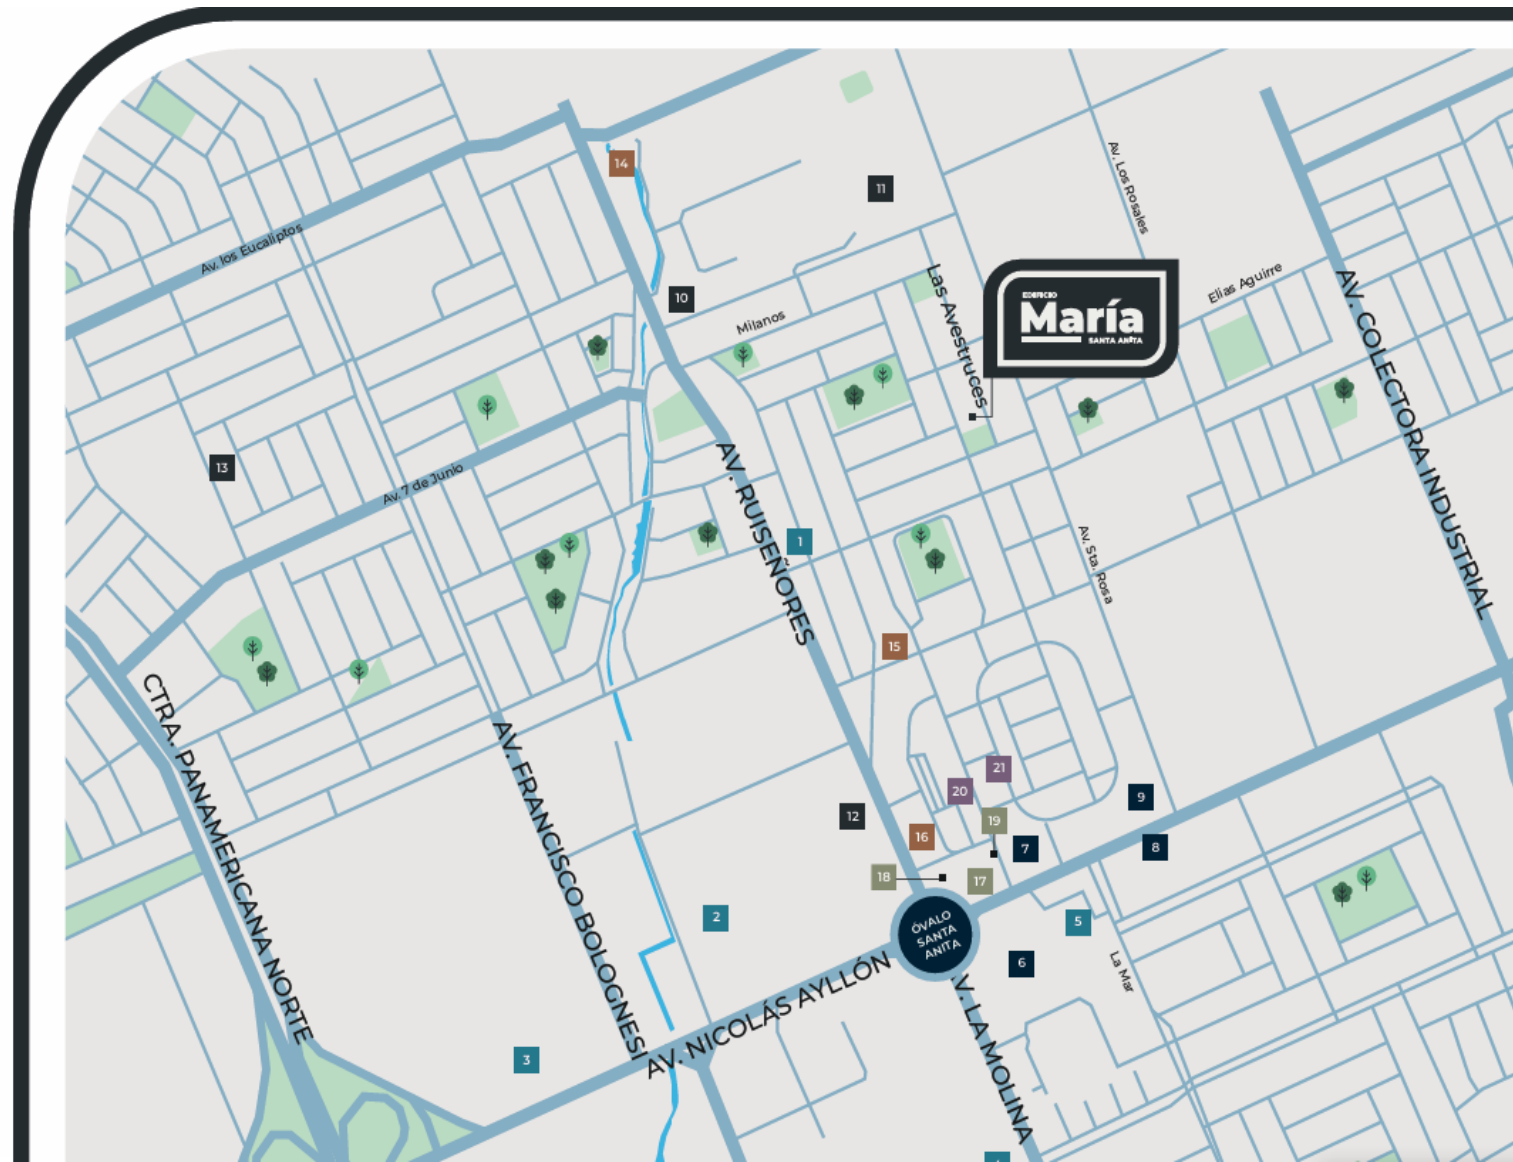 14
11
Av. Los Rosales
Av. los Eucaliptos
10
Milanos
Las Avestruces
EDIFICIO
María
SANTA ANITA
Elias Aguirre
AV. COLECTORA INDUSTRIAL
13
Av. 7 de Junio
AV. RUISEÑORES
1
Av. Sta. Rosa
15
CTRA. PANAMERICANA NORTE
AV. FRANCISCO BOLOGNESI
21
20
9
12
19
16
7
8
18
17
2
ÓVALO
SANTA
ANITA
5
6
La Mar
AV. NICOLÁS AYLLÓN
AV. LA MOLINA
3